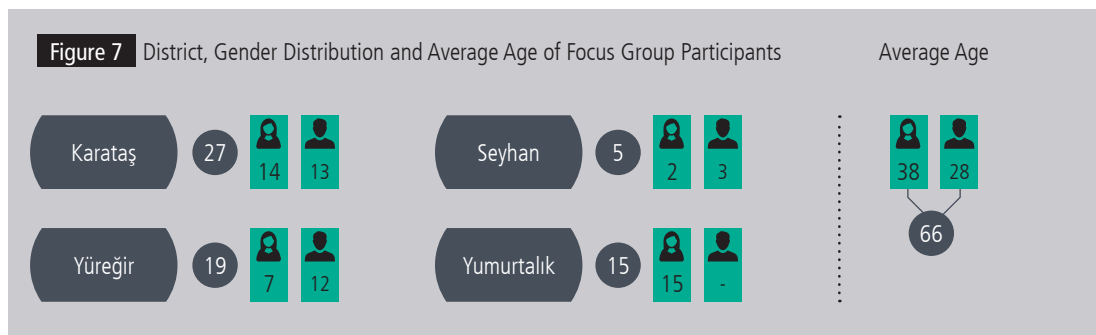 Figure 7 District, Gender Distribution and Average Age of Focus Group Participants
Average Age
Karataş 27 14 13
Seyhan 5 2 3
38 28
66
Yüreğir 19 7 12
Yumurtalık 15 15 -